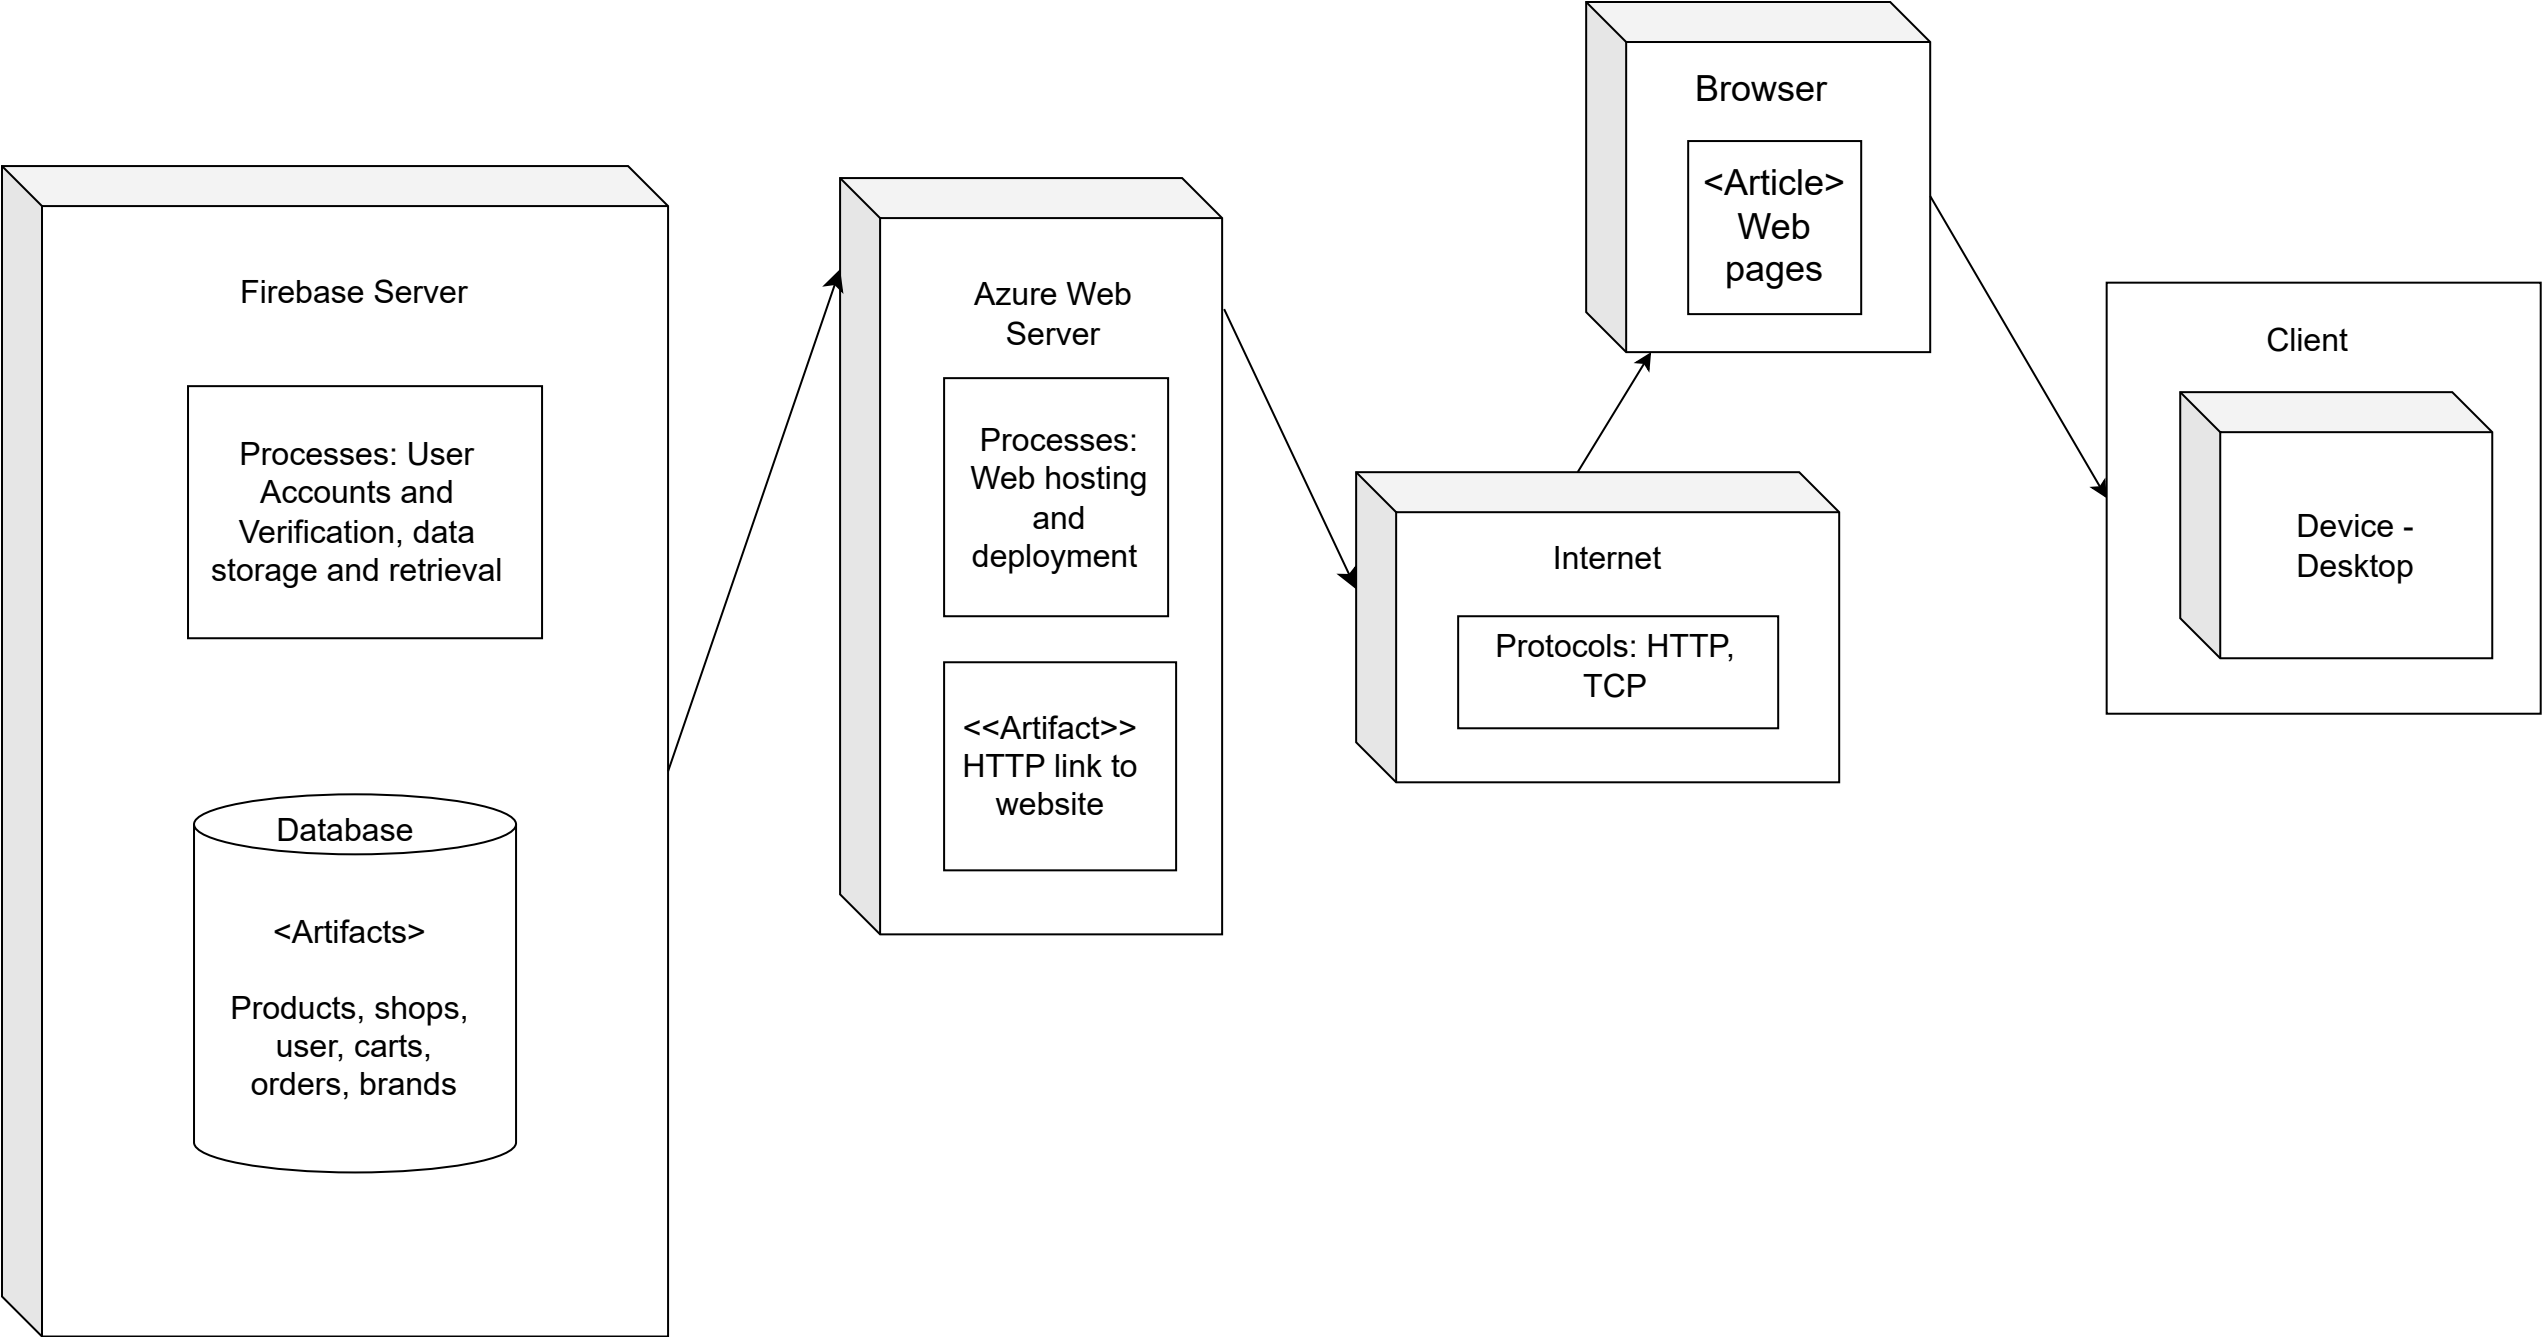 Firebase Server
Processes: User
Accounts and
Verification, data
storage and retrieval
Database
<Artifacts>
Products, shops,
user, carts,
orders, brands
Azure Web
Server
Processes:
Web hosting
and
deployment
<<Artifact>>
HTTP link to
website
Internet
Protocols: HTTP,
TCP
Browser
<Article>
Web
pages
Client
Device -
Desktop